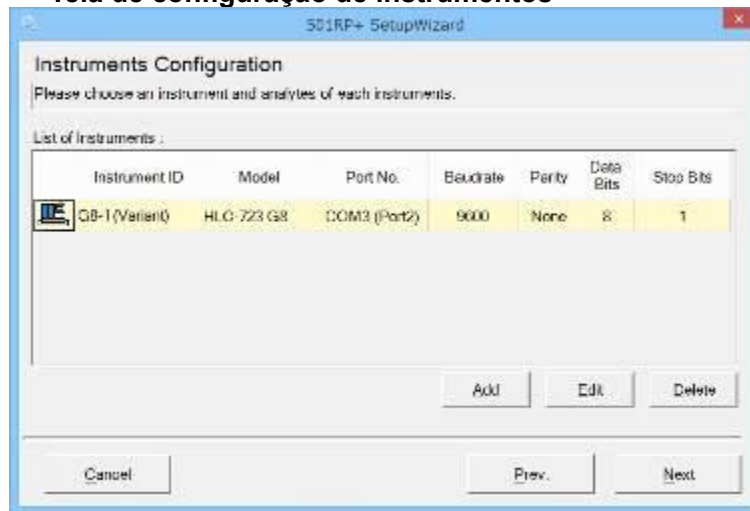 Tela de configuração de instrumentos
501RP+ SetupWizard
Instruments Configuration
Please choose an instrument and analytes of each instruments.
List of Instruments :
Instrument ID Model Port No. Baudrate Parity Data Bits Stop Bits
G8-1(Variant) HLC-723 G8 COM3 (Port2) 9600 None 8 1
Add Edit Delete
Cancel Prev. Next